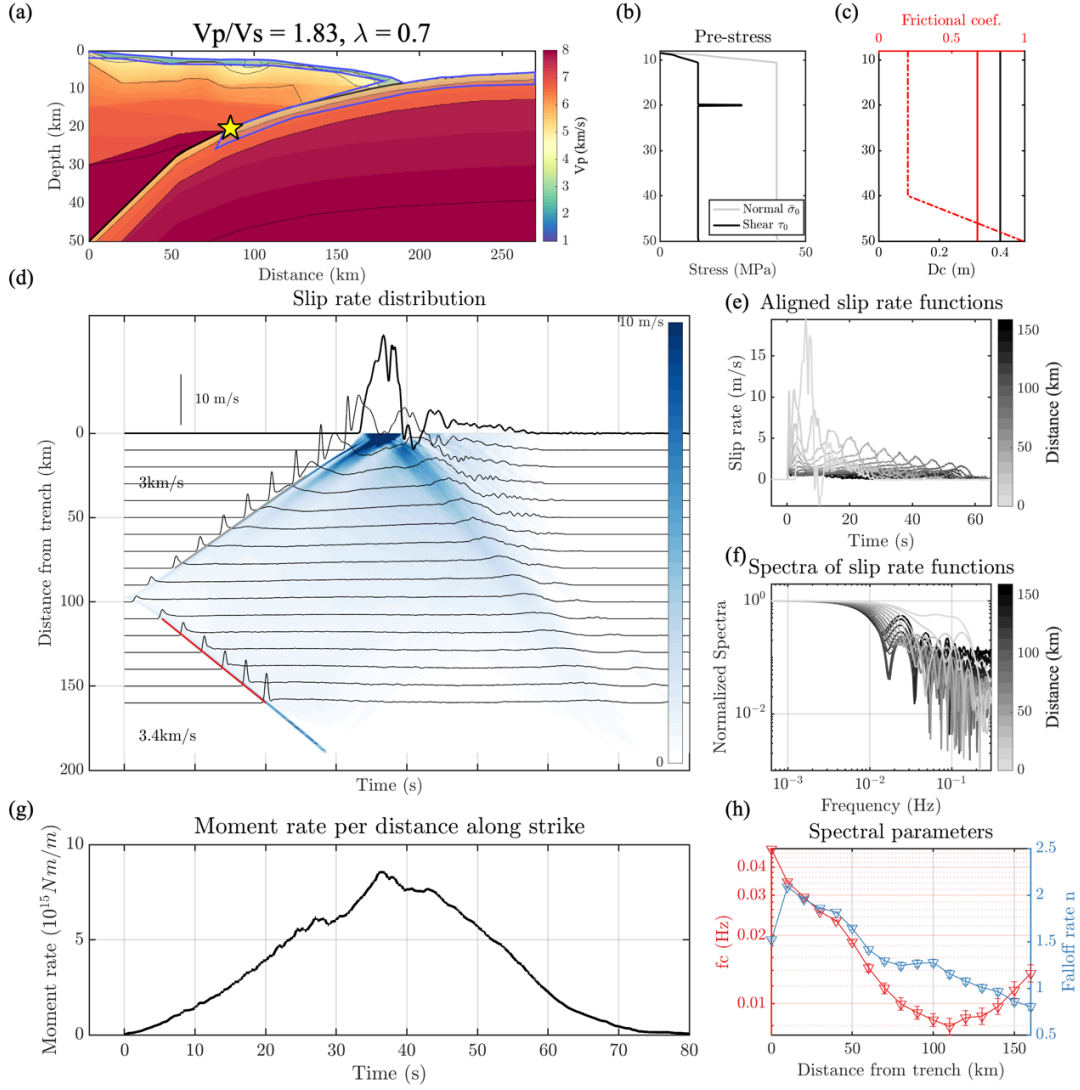 (a)
Vp/Vs = 1.83, λ = 0.7
0
10
20
30
40
50
Depth (km)
0
50
100
150
200
250
Distance (km)
8
7
6
5
4
3
2
1
Vp (km/s)
(b)
Pre-stress
10
20
30
40
50
0
50
Stress (MPa)
Normal σ̄₀
Shear τ₀
(c)
Frictional coef.
0
0.5
1
10
20
30
40
50
0
0.2
0.4
Dc (m)
(d)
Slip rate distribution
10 m/s
10 m/s
0
50
100
150
200
Distance from trench (km)
3km/s
3.4km/s
0
Time (s)
(e)
Aligned slip rate functions
15
10
5
0
Slip rate (m/s)
0
20
40
60
Time (s)
150
100
50
0
Distance (km)
(f)
Spectra of slip rate functions
10⁰
10⁻²
Normalized Spectra
10⁻³
10⁻²
10⁻¹
Frequency (Hz)
150
100
50
0
Distance (km)
(g)
Moment rate per distance along strike
10
5
0
Moment rate (10¹⁵Nm/m)
0
10
20
30
40
50
60
70
80
Time (s)
(h)
Spectral parameters
0.04
0.03
0.02
0.01
fc (Hz)
2.5
2
1.5
1
0.5
Falloff rate n
0
50
100
150
Distance from trench (km)